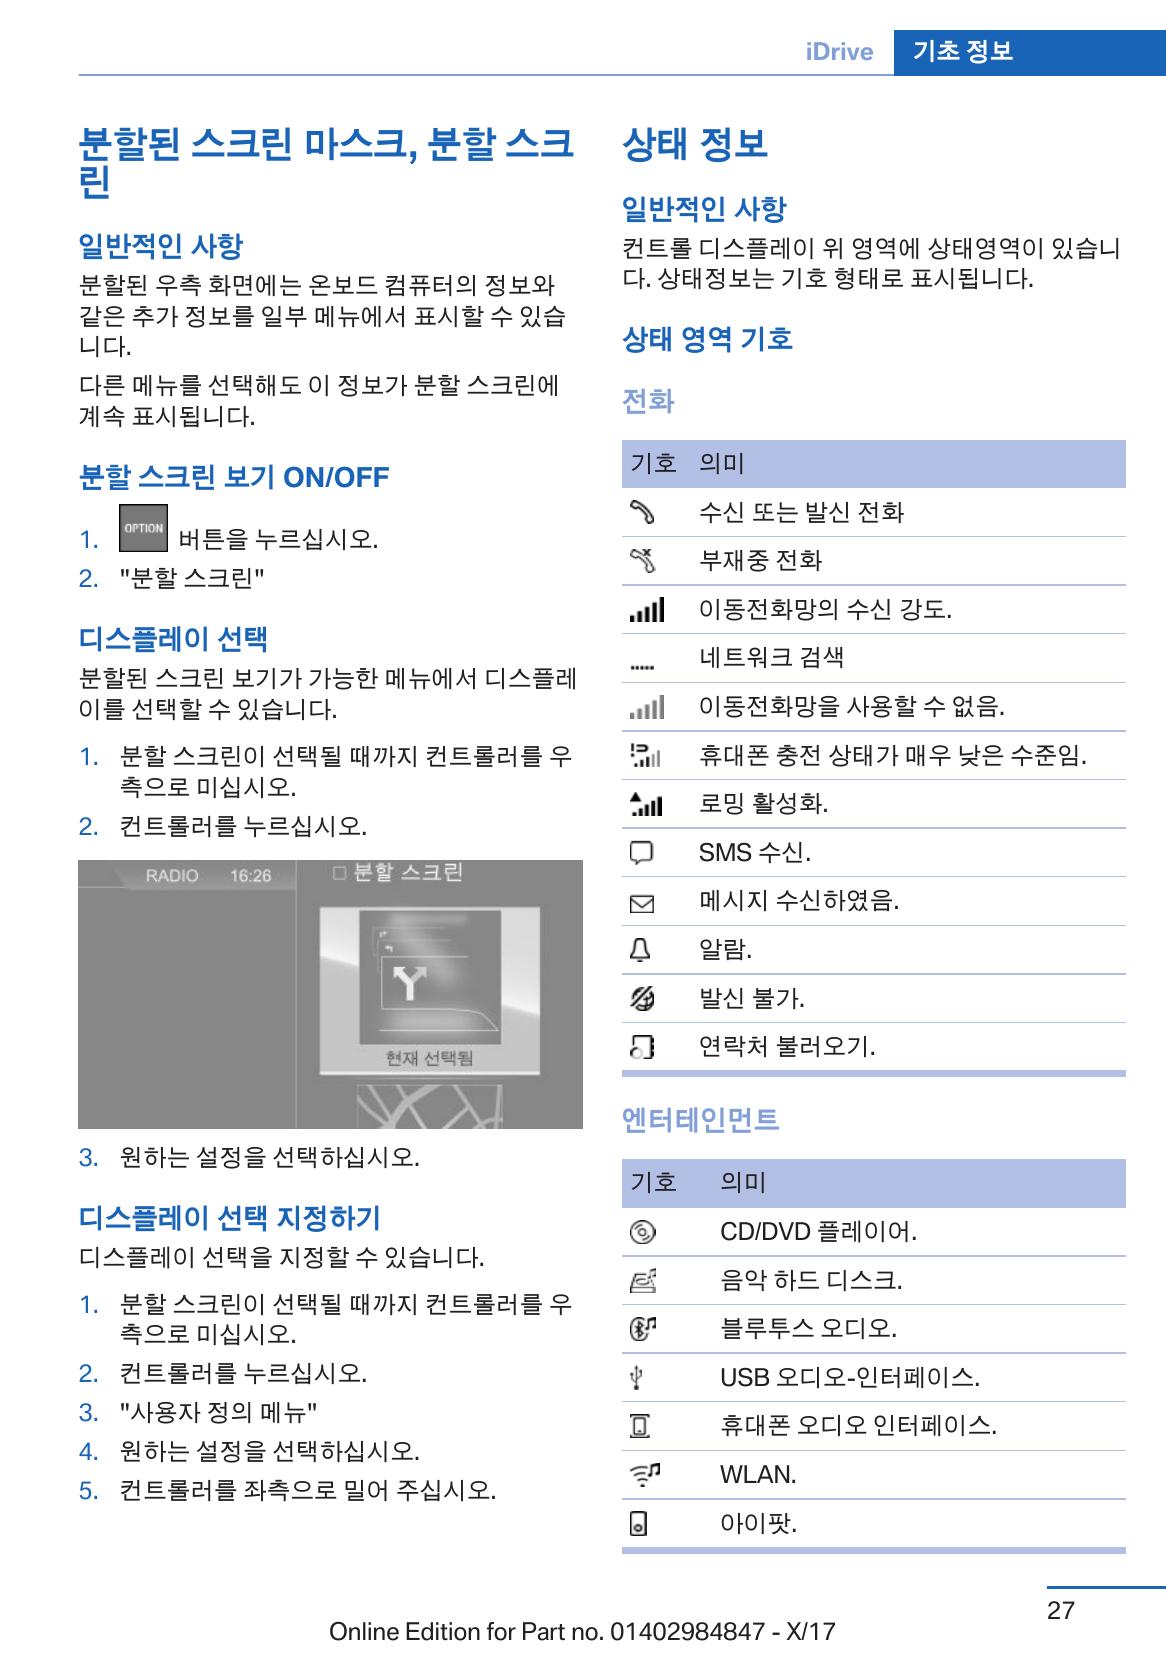 iDrive 기초 정보
분할된 스크린 마스크, 분할 스크
린
일반적인 사항
분할된 우측 화면에는 온보드 컴퓨터의 정보와
같은 추가 정보를 일부 메뉴에서 표시할 수 있습
니다.
다른 메뉴를 선택해도 이 정보가 분할 스크린에
계속 표시됩니다.
분할 스크린 보기 ON/OFF
1. OPTION 버튼을 누르십시오.
2. "분할 스크린"
디스플레이 선택
분할된 스크린 보기가 가능한 메뉴에서 디스플레
이를 선택할 수 있습니다.
1. 분할 스크린이 선택될 때까지 컨트롤러를 우
측으로 미십시오.
2. 컨트롤러를 누르십시오.
RADIO 16:26 분할 스크린
현재 선택됨
3. 원하는 설정을 선택하십시오.
디스플레이 선택 지정하기
디스플레이 선택을 지정할 수 있습니다.
1. 분할 스크린이 선택될 때까지 컨트롤러를 우
측으로 미십시오.
2. 컨트롤러를 누르십시오.
3. "사용자 정의 메뉴"
4. 원하는 설정을 선택하십시오.
5. 컨트롤러를 좌측으로 밀어 주십시오.
상태 정보
일반적인 사항
컨트롤 디스플레이 위 영역에 상태영역이 있습니
다. 상태정보는 기호 형태로 표시됩니다.
상태 영역 기호
전화
기호 의미
수신 또는 발신 전화
부재중 전화
이동전화망의 수신 강도.
네트워크 검색
이동전화망을 사용할 수 없음.
휴대폰 충전 상태가 매우 낮은 수준임.
로밍 활성화.
SMS 수신.
메시지 수신하였음.
알람.
발신 불가.
연락처 불러오기.
엔터테인먼트
기호 의미
CD/DVD 플레이어.
음악 하드 디스크.
블루투스 오디오.
USB 오디오-인터페이스.
휴대폰 오디오 인터페이스.
WLAN.
아이팟.
27
Online Edition for Part no. 01402984847 - X/17